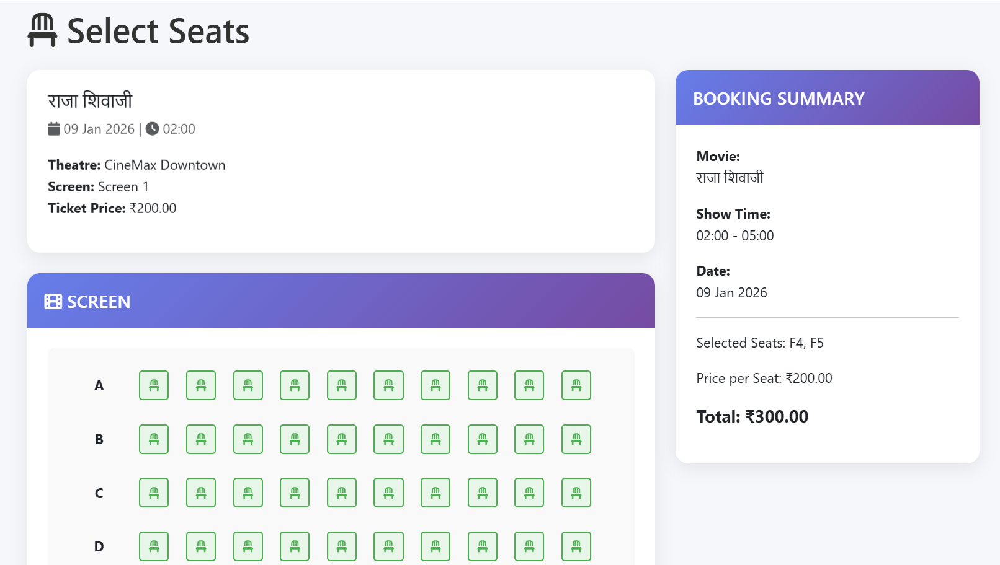 Select Seats
राजा शिवाजी
09 Jan 2026 | 02:00
Theatre: CineMax Downtown
Screen: Screen 1
Ticket Price: ₹200.00
SCREEN
A
B
C
D
BOOKING SUMMARY
Movie:
राजा शिवाजी
Show Time:
02:00 - 05:00
Date:
09 Jan 2026
Selected Seats: F4, F5
Price per Seat: ₹200.00
Total: ₹300.00